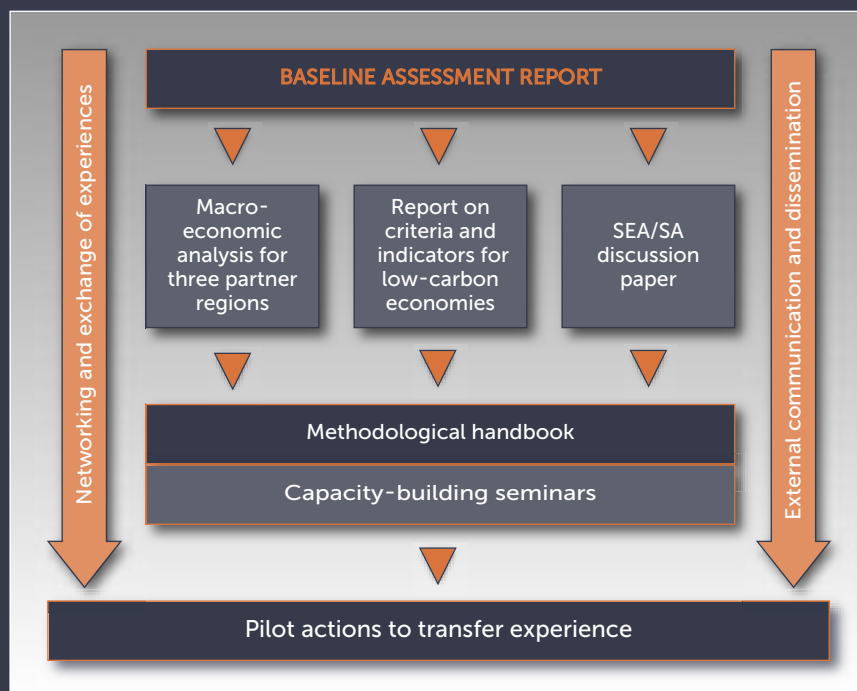 BASELINE ASSESSMENT REPORT
Networking and exchange of experiences
External communication and dissemination
Macro-
economic
analysis for
three partner
regions
Report on
criteria and
indicators for
low-carbon
economies
SEA/SA
discussion
paper
Methodological handbook
Capacity-building seminars
Pilot actions to transfer experience